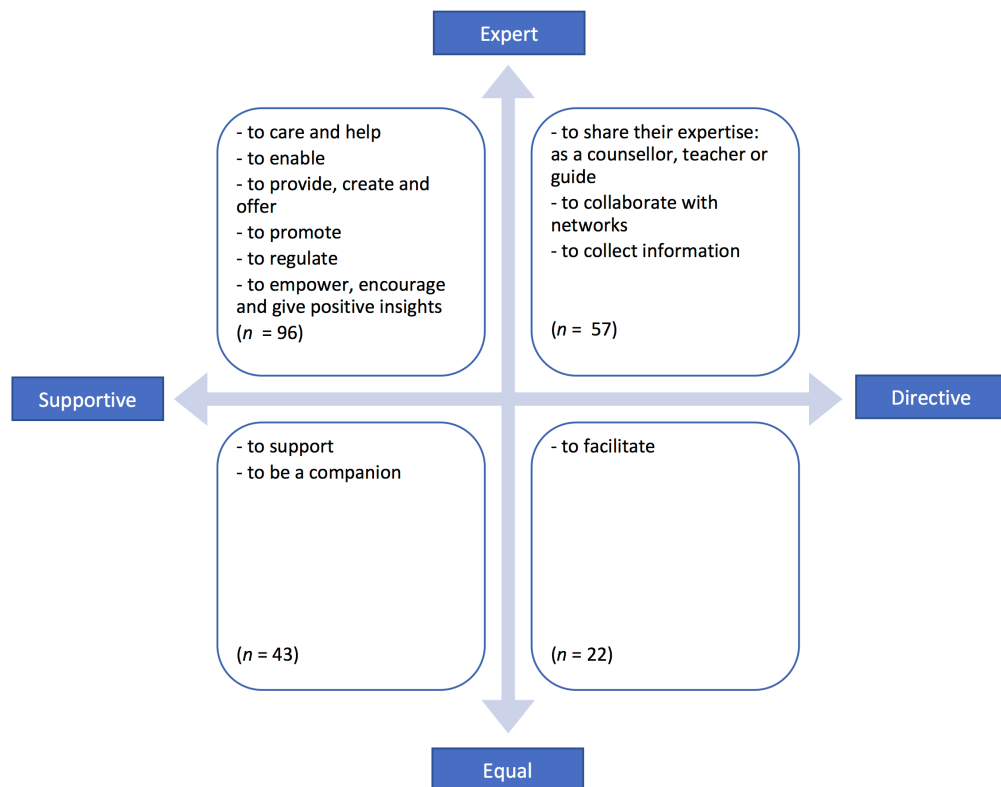 Expert
- to care and help
- to enable
- to provide, create and
offer
- to promote
- to regulate
- to empower, encourage
and give positive insights
(n = 96)
- to share their expertise:
as a counsellor, teacher or
guide
- to collaborate with
networks
- to collect information
(n = 57)
Supportive
Directive
- to support
- to be a companion
(n = 43)
- to facilitate
(n = 22)
Equal